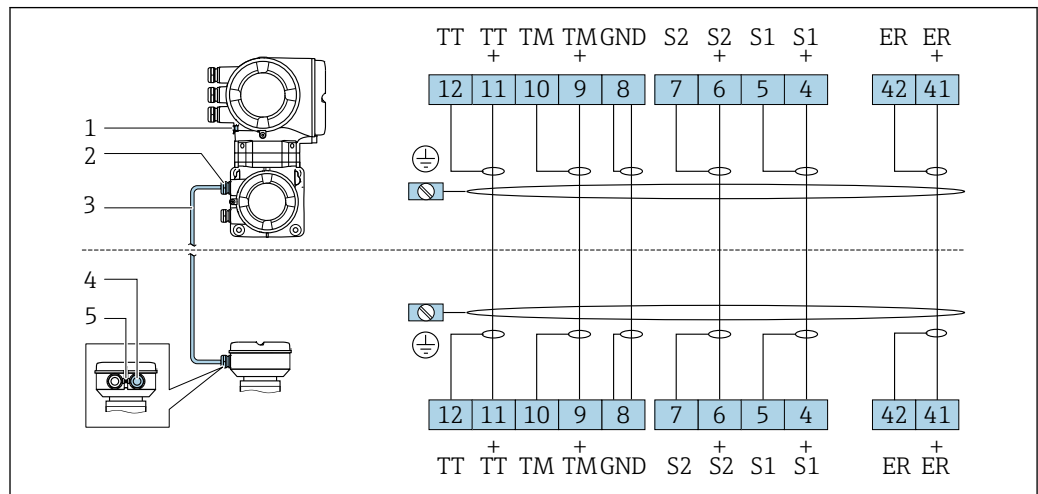 TT TT TM TM GND S2 S2 S1 S1 ER ER
+ + + + +
12 11 10 9 8 7 6 5 4 42 41
1
2
3
4
5
12 11 10 9 8 7 6 5 4 42 41
+ + + + +
TT TT TM TM GND S2 S2 S1 S1 ER ER